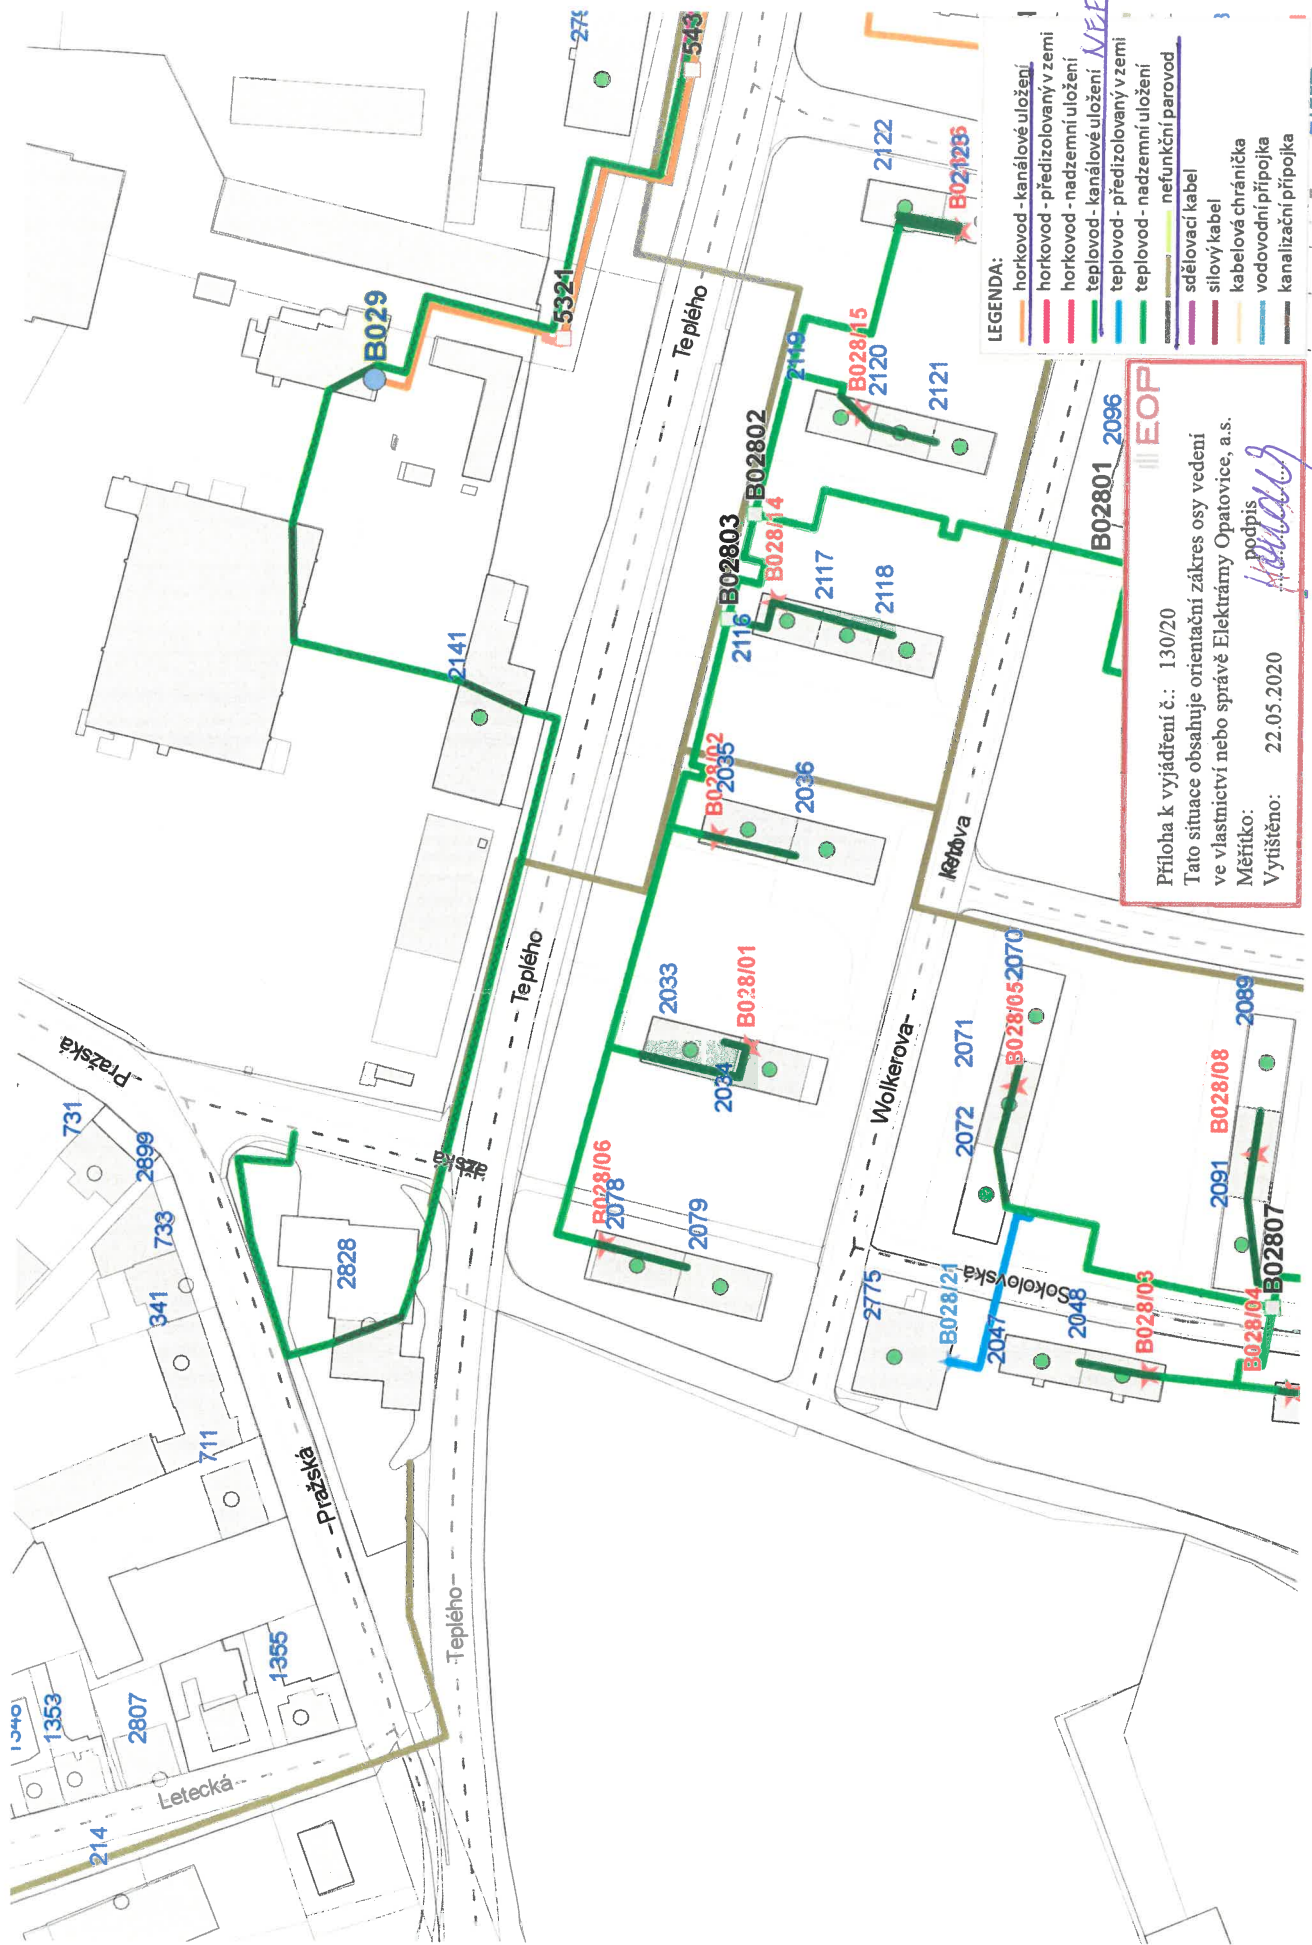 1353
2807
1355
214
Letecká
Pražská
711
341
733
2899
731
Pražská
2828
Teplého
Teplého
Teplého
B029
5321
543
2141
B02803
B02802
2116
B028/14
2117
2118
2119
B028/15
2120
2121
2122
2123
B028/02
2035
2036
2033
B028/01
2034
B028/06
2078
2079
Wolkerova
2775
B028/21
2047
2048
Sokolovská
B028/03
B028/04
B02807
2072
2071
B028/05
2070
2091
B028/08
2089
B02801
2096
LEGENDA:
horkovod - kanálové uložení
horkovod - předizolovaný v zemi
horkovod - nadzemní uložení
teplovod - kanálové uložení
teplovod - předizolovaný v zemi
teplovod - nadzemní uložení
nefunkční parovod
sdělovací kabel
silový kabel
kabelová chránička
vodovodní přípojka
kanalizační přípojka
EOP
Příloha k vyjádření č.: 130/20
Tato situace obsahuje orientační zákres osy vedení
ve vlastnictví nebo správě Elektrárny Opatovice, a.s.
Měřítko: podpis
Vytištěno: 22.05.2020